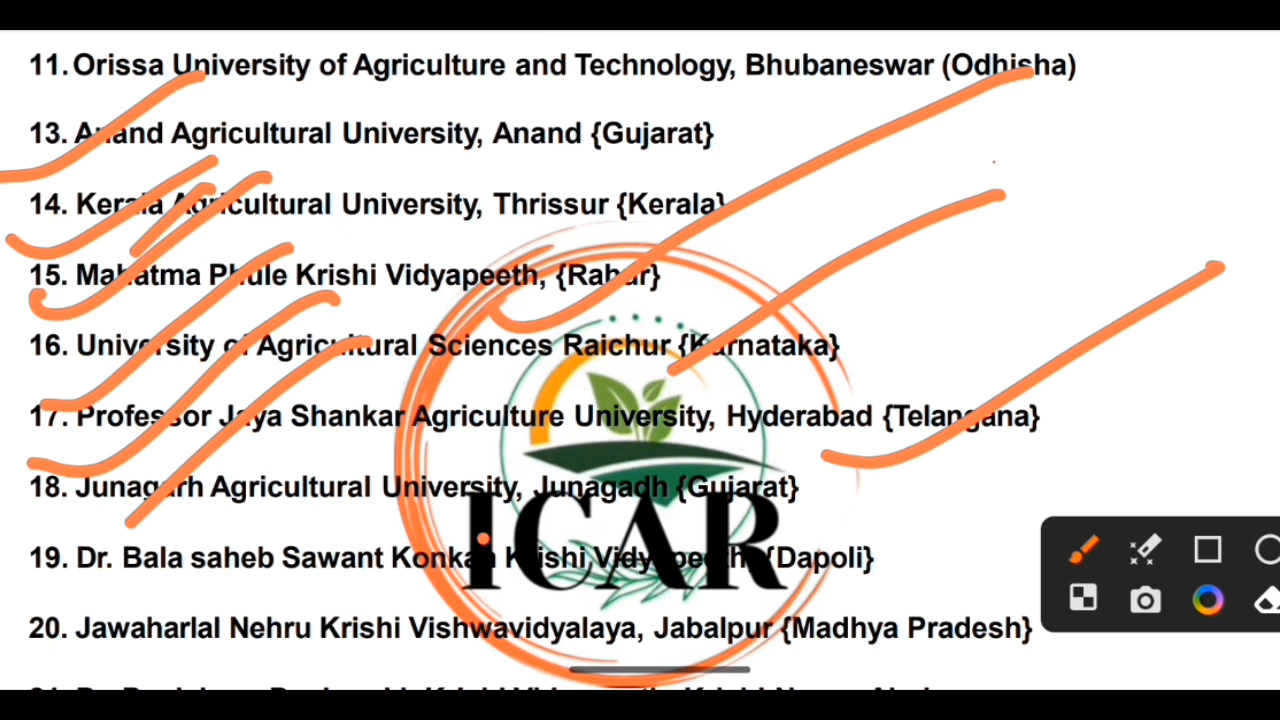 11. Orissa University of Agriculture and Technology, Bhubaneswar (Odhisha)
13. Anand Agricultural University, Anand {Gujarat}
14. Kerala Agricultural University, Thrissur {Kerala}
15. Mahatma Phule Krishi Vidyapeeth, {Rahur}
16. University of Agricultural Sciences Raichur {Karnataka}
17. Professor Jaya Shankar Agriculture University, Hyderabad {Telangana}
18. Junagarh Agricultural University, Junagadh {Gujarat}
19. Dr. Bala saheb Sawant Konkan Krishi Vidyapeeth, {Dapoli}
20. Jawaharlal Nehru Krishi Vishwavidyalaya, Jabalpur {Madhya Pradesh}
ICAR